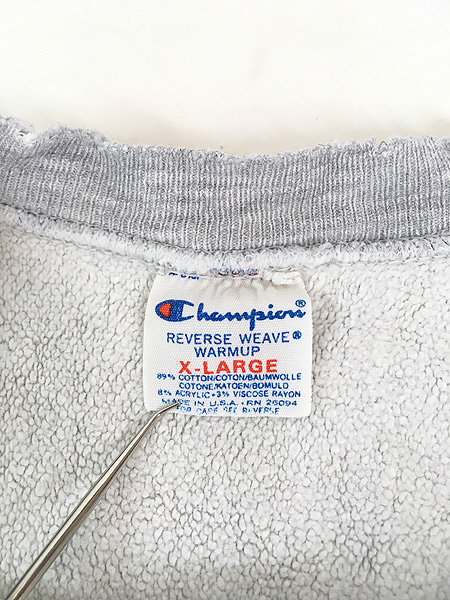 Champion®
REVERSE WEAVE®
WARMUP
X-LARGE
89% COTTON/COTON/BAUMWOLLE
COTONE/KATOEN/BOMULD
8% ACRYLIC•3% VISCOSE RAYON
MADE IN U.S.A.•RN 26094
FOR CARE SEE REVERSE